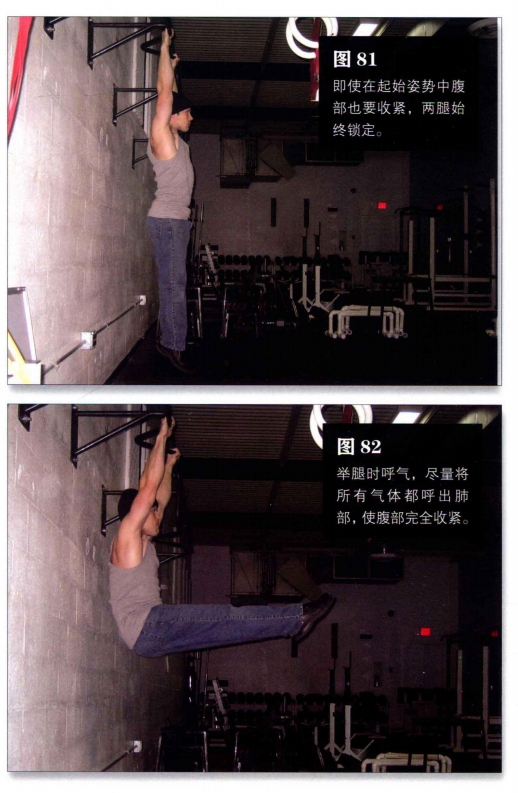 图 81
即使在起始姿势中腹
部也要收紧，两腿始
终锁定。
图 82
举腿时呼气，尽量将
所有气体都呼出肺
部，使腹部完全收紧。